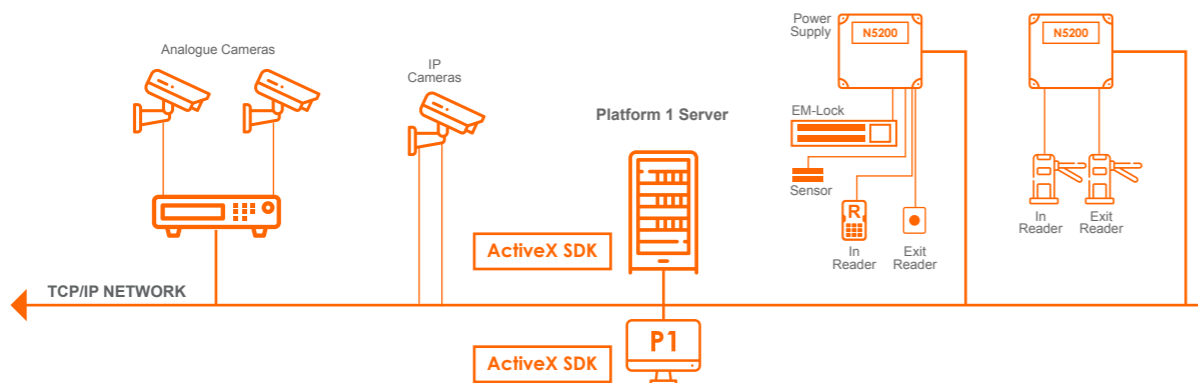 Analogue Cameras
IP
Cameras
Platform 1 Server
Power
Supply
N5200
N5200
EM-Lock
Sensor
R
In
Reader
Exit
Reader
In
Reader
Exit
Reader
ActiveX SDK
TCP/IP NETWORK
P1
ActiveX SDK